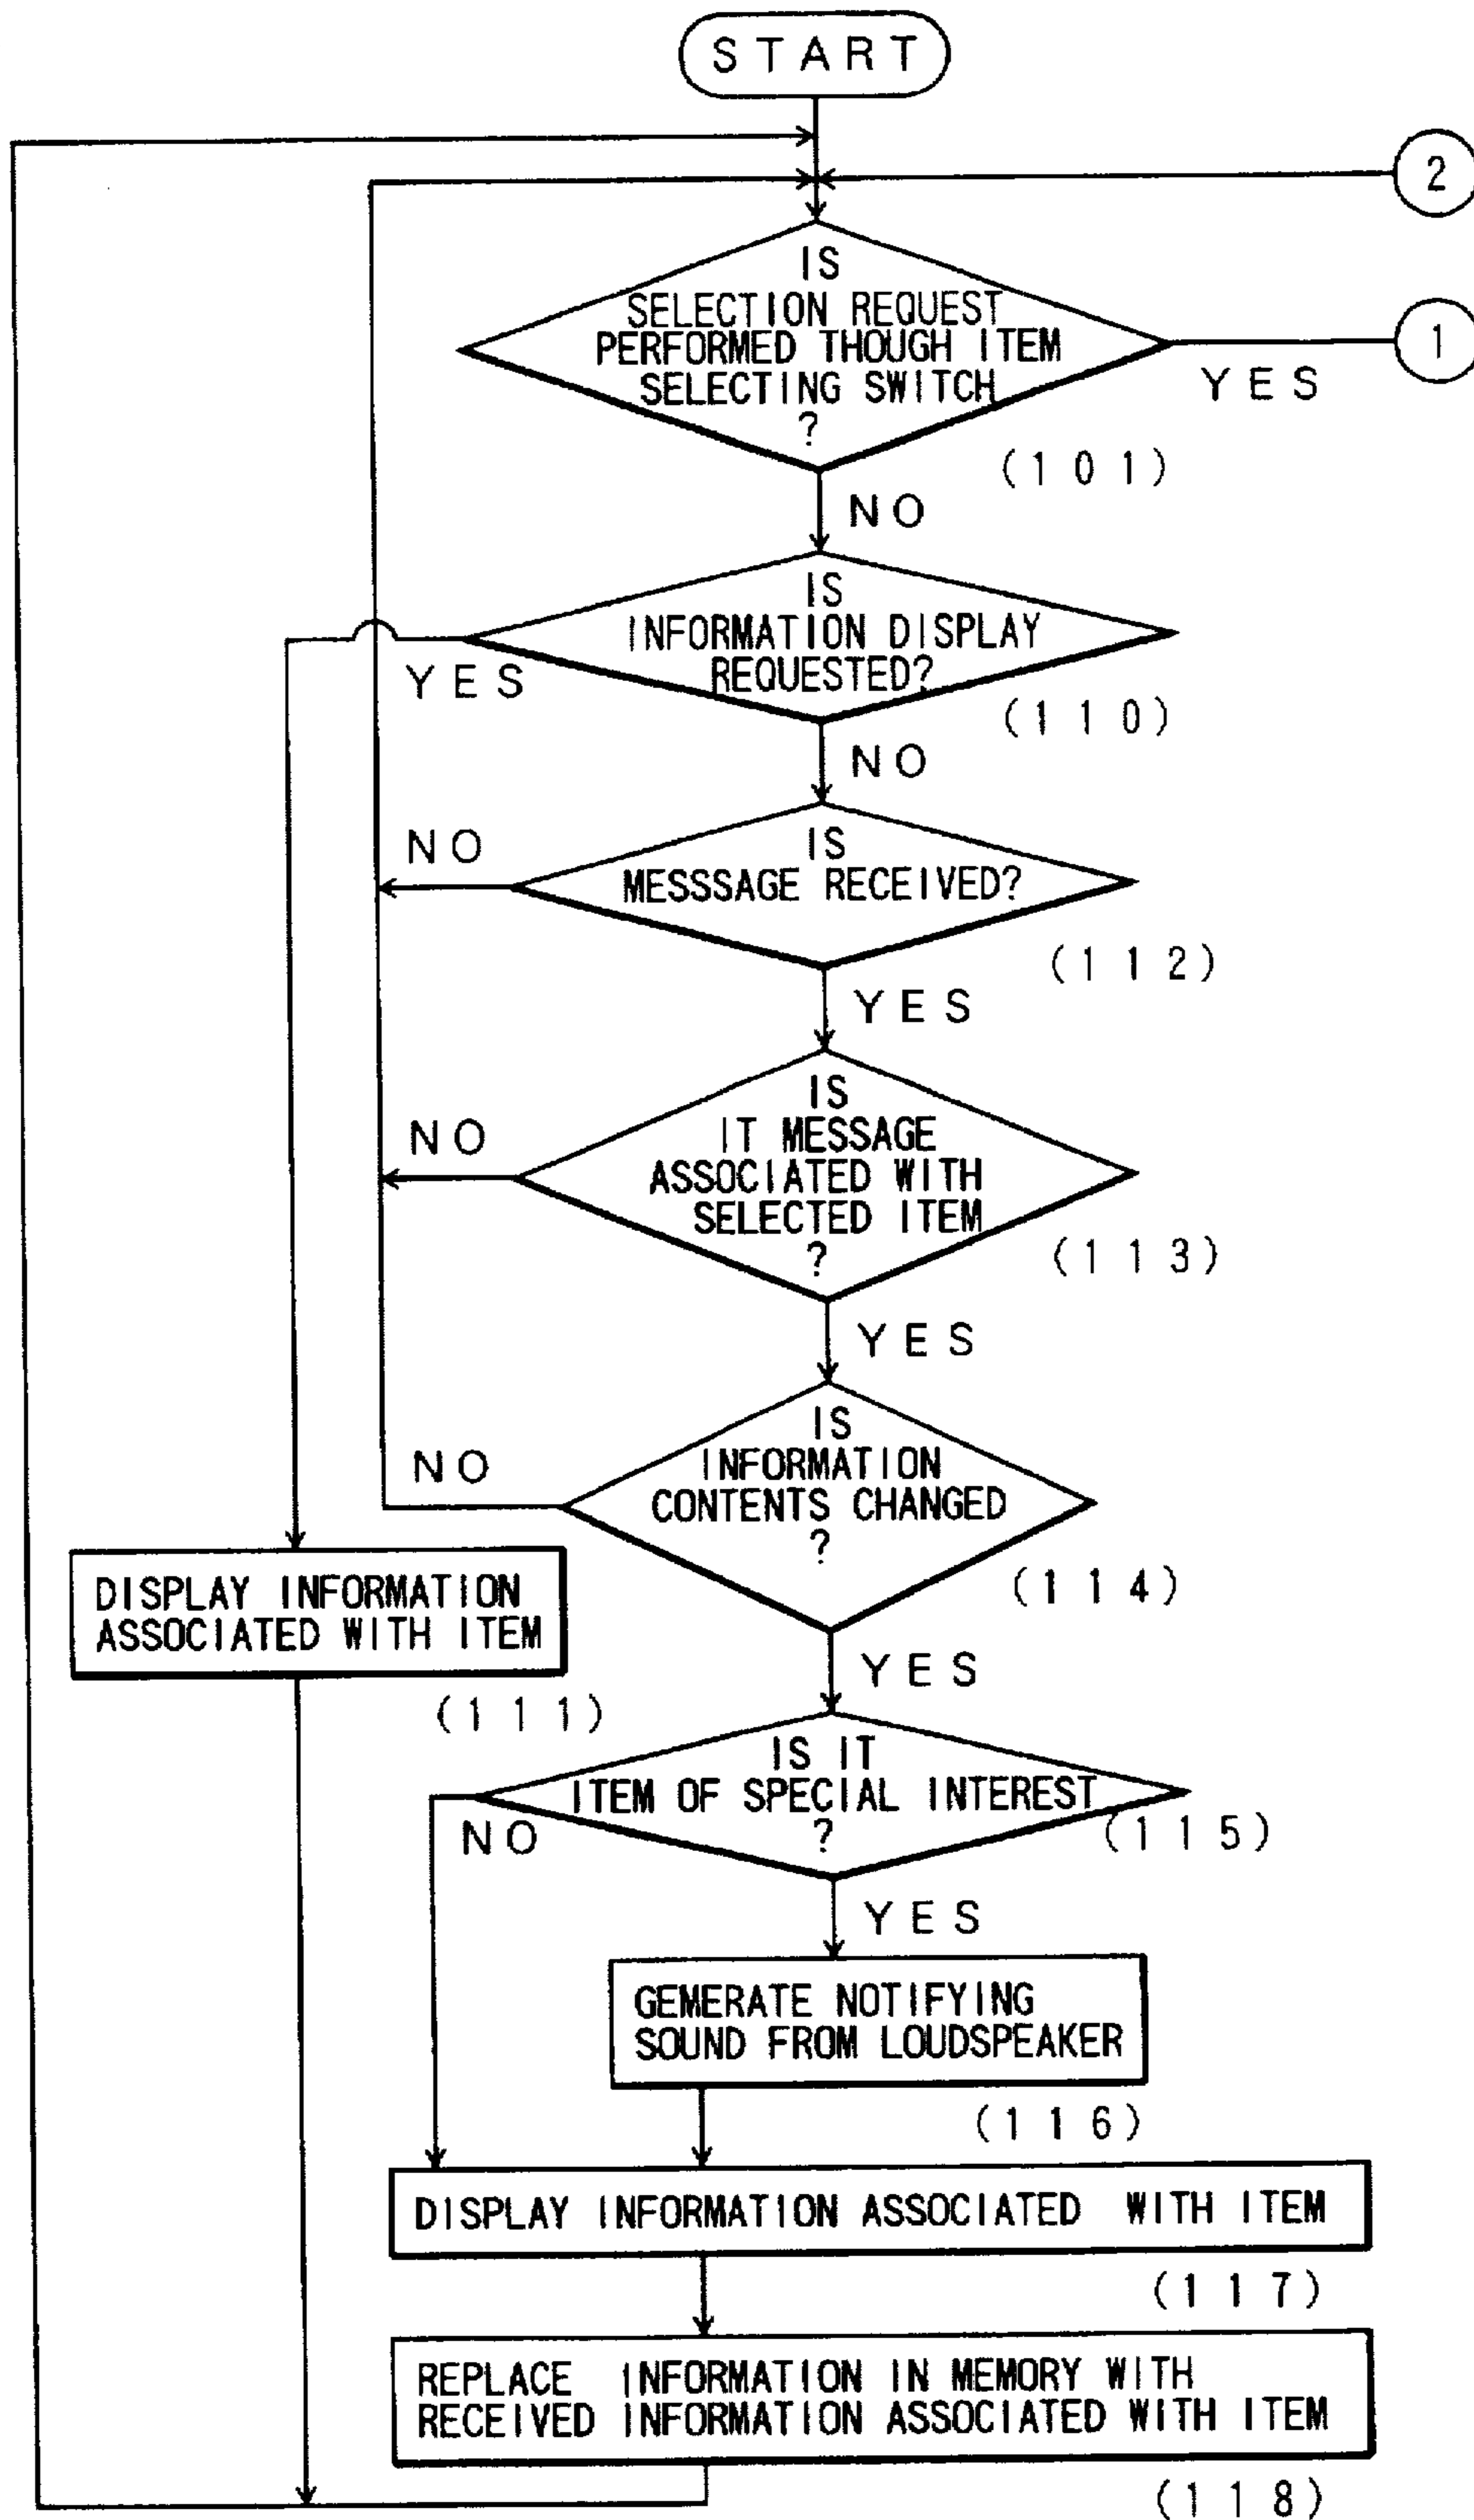 START
2
IS
SELECTION REQUEST
PERFORMED THOUGH ITEM
SELECTING SWITCH
?
1
YES
(101)
NO
IS
INFORMATION DISPLAY
REQUESTED?
YES
(110)
NO
IS
MESSSAGE RECEIVED?
NO
(112)
YES
IS
IT MESSAGE
ASSOCIATED WITH
SELECTED ITEM
?
NO
(113)
YES
IS
INFORMATION
CONTENTS CHANGED
?
NO
(114)
DISPLAY INFORMATION
ASSOCIATED WITH ITEM
(111)
YES
IS IT
ITEM OF SPECIAL INTEREST
?
NO
(115)
YES
GEMERATE NOTIFYING
SOUND FROM LOUDSPEAKER
(116)
DISPLAY INFORMATION ASSOCIATED WITH ITEM
(117)
REPLACE INFORMATION IN MEMORY WITH
RECEIVED INFORMATION ASSOCIATED WITH ITEM
(118)